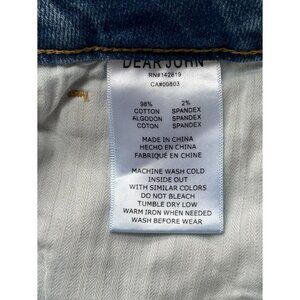 DEAR JOHN
RN#142819
CA#00803
98% 2%
COTTON SPANDEX
ALGODÓN SPANDEX
COTON SPANDEX
MADE IN CHINA
HECHO EN CHINA
FABRIQUÉ EN CHINE
MACHINE WASH COLD
INSIDE OUT
WITH SIMILAR COLORS
DO NOT BLEACH
TUMBLE DRY LOW
WARM IRON WHEN NEEDED
WASH BEFORE WEAR